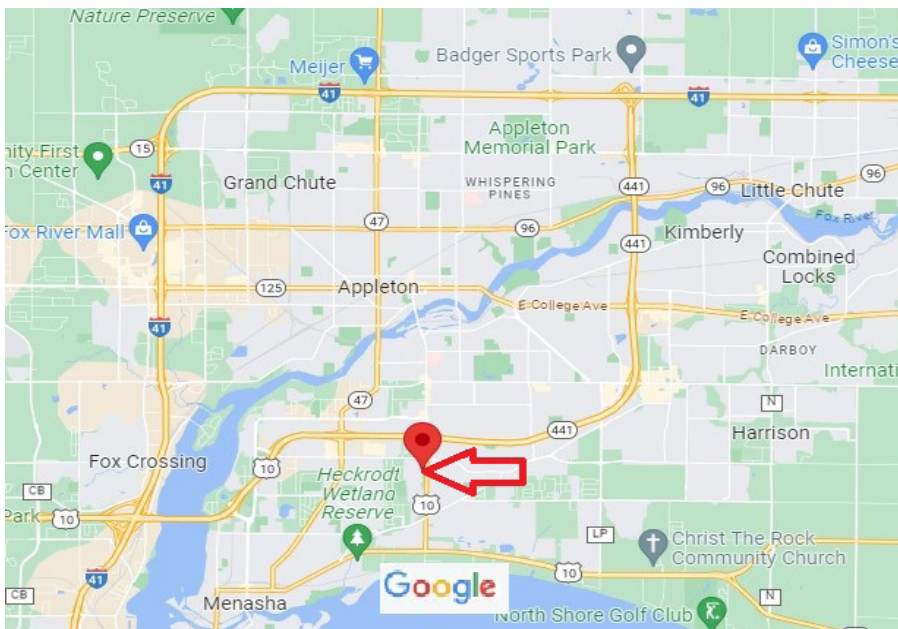 Nature Preserve
Meijer
Badger Sports Park
Simon's
Cheese
41
41
Appleton
Memorial Park
15
nity First
n Center
41
Grand Chute
WHISPERING
PINES
441
96
Little Chute
96
47
Fox River
Fox River Mall
96
441
Kimberly
Combined
Locks
125
Appleton
E College Ave
E College Ave
41
DARBOY
Internati
47
N
441
Harrison
Fox Crossing
10
Heckrodt
Wetland
Reserve
CB
10
Park
10
LP
Christ The Rock
Community Church
10
41
Google
CB
Menasha
N
North Shore Golf Club